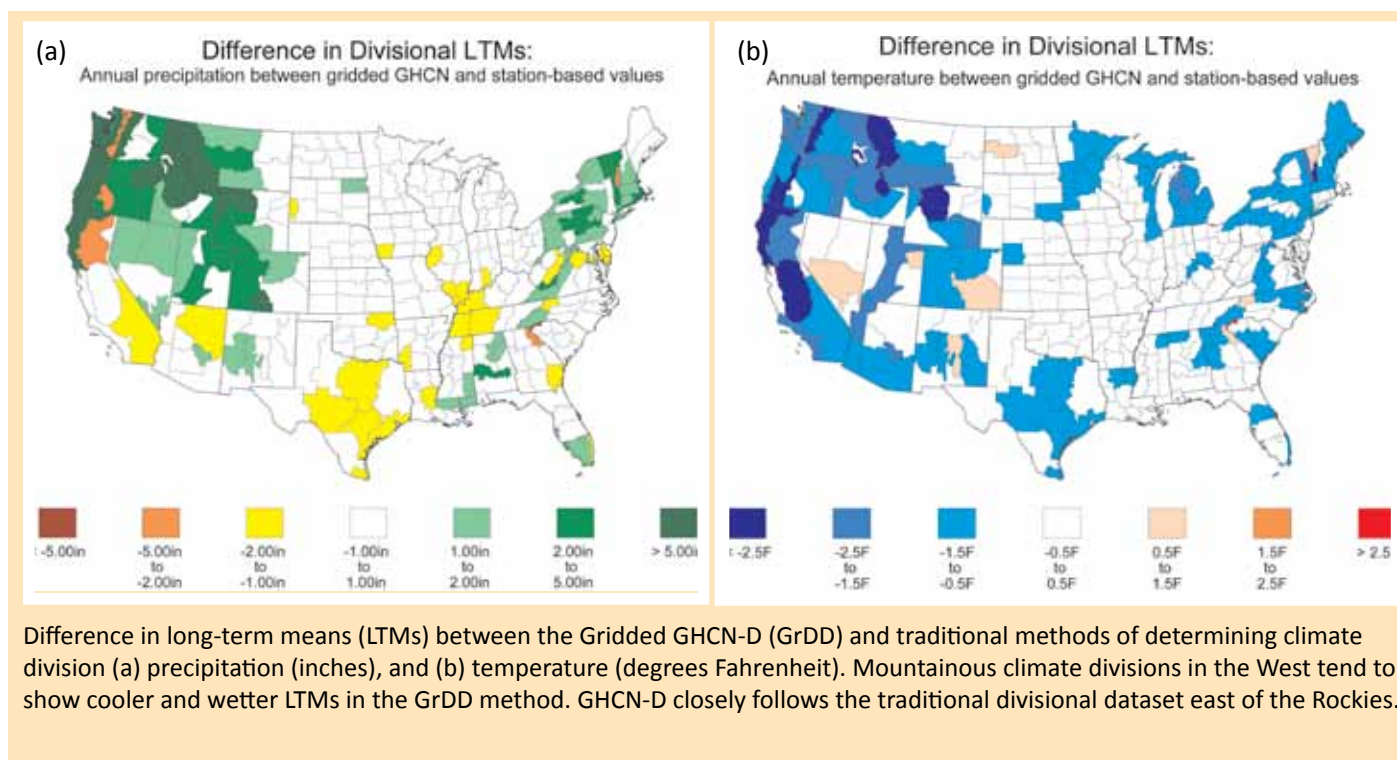 (a)
Difference in Divisional LTMs:
Annual precipitation between gridded GHCN and station-based values
-5.00in
-5.00in
to
-2.00in
-2.00in
to
-1.00in
-1.00in
to
1.00in
1.00in
to
2.00in
2.00in
to
5.00in
> 5.00in
(b)
Difference in Divisional LTMs:
Annual temperature between gridded GHCN and station-based values
< -2.5F
-2.5F
to
-1.5F
-1.5F
to
-0.5F
-0.5F
to
0.5F
0.5F
to
1.5F
1.5F
to
2.5F
> 2.5
Difference in long-term means (LTMs) between the Gridded GHCN-D (GrDD) and traditional methods of determining climate
division (a) precipitation (inches), and (b) temperature (degrees Fahrenheit). Mountainous climate divisions in the West tend to
show cooler and wetter LTMs in the GrDD method. GHCN-D closely follows the traditional divisional dataset east of the Rockies.